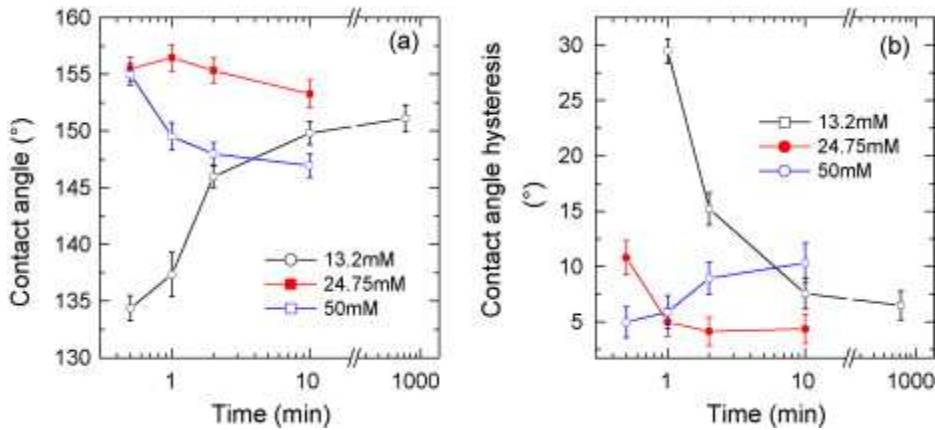 160
155
150
145
140
135
130
Contact angle (°)
(a)
13.2mM
24.75mM
50mM
1
10
1000
Time (min)
30
25
20
15
10
5
Contact angle hysteresis
(°)
(b)
13.2mM
24.75mM
50mM
1
10
1000
Time (min)